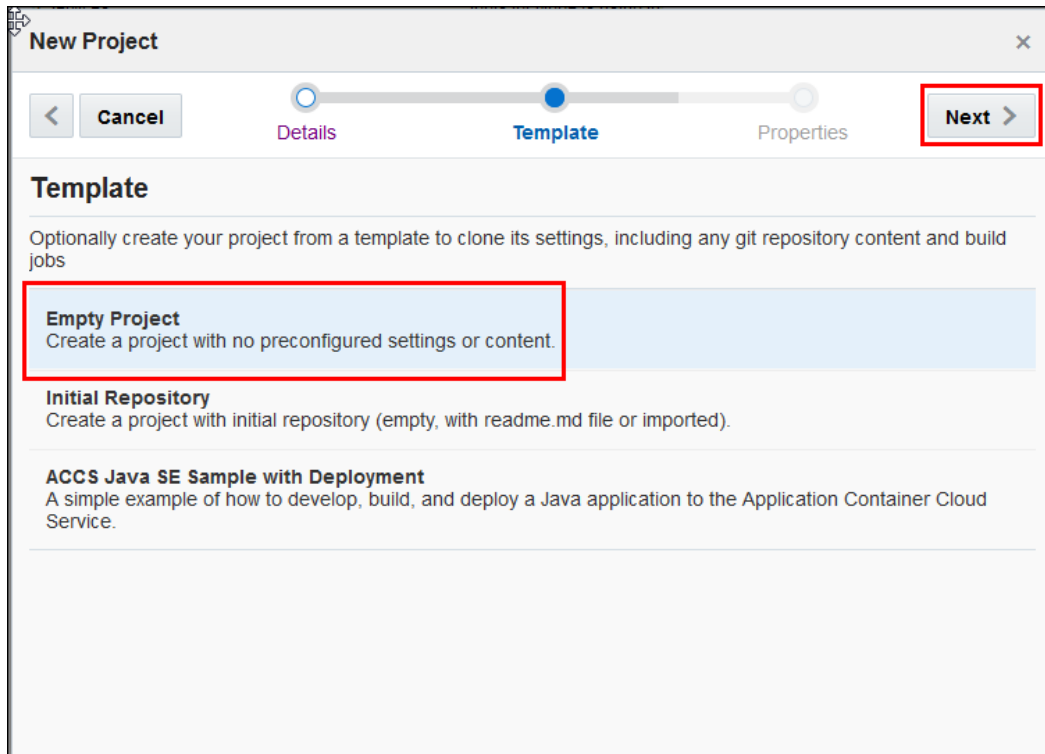 New Project
×
Cancel
Details
Template
Properties
Next
Template
Optionally create your project from a template to clone its settings, including any git repository content and build
jobs
Empty Project
Create a project with no preconfigured settings or content.
Initial Repository
Create a project with initial repository (empty, with readme.md file or imported).
ACCS Java SE Sample with Deployment
A simple example of how to develop, build, and deploy a Java application to the Application Container Cloud
Service.